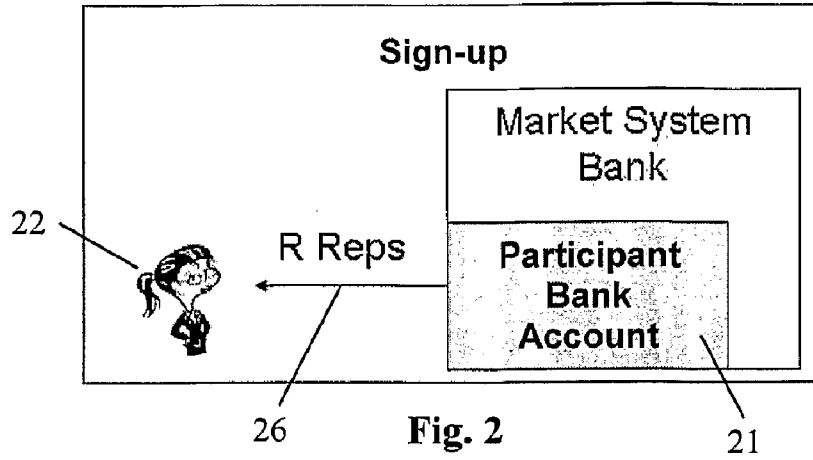 Sign-up
Market System
Bank
22
R Reps
Participant
Bank
Account
26
Fig. 2
21